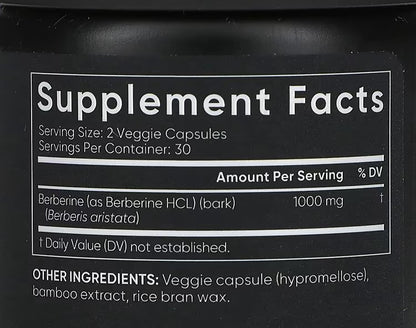 Supplement Facts
Serving Size: 2 Veggie Capsules
Servings Per Container: 30
Amount Per Serving % DV
Berberine (as Berberine HCL) (bark) 1000 mg †
(Berberis aristata)
† Daily Value (DV) not established.
OTHER INGREDIENTS: Veggie capsule (hypromellose),
bamboo extract, rice bran wax.